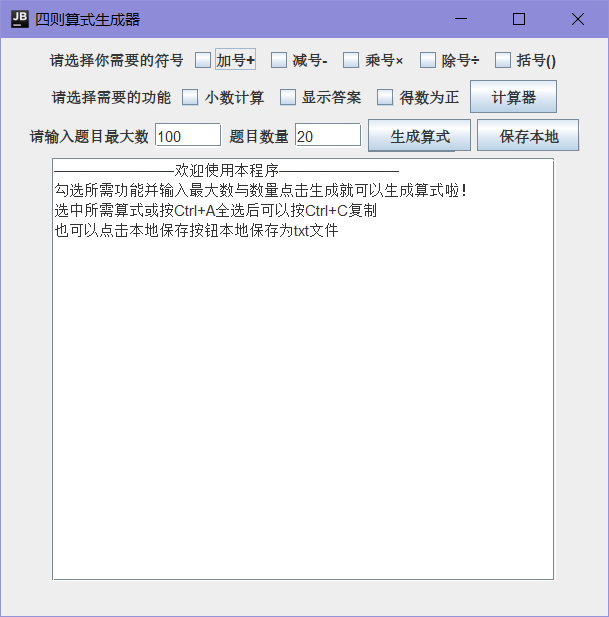 JB 四则算式生成器
请选择你需要的符号 加号+ 减号- 乘号× 除号÷ 括号()
请选择需要的功能 小数计算 显示答案 得数为正 计算器
请输入题目最大数 100 题目数量 20 生成算式 保存本地
————————欢迎使用本程序————————
勾选所需功能并输入最大数与数量点击生成就可以生成算式啦！
选中所需算式或按Ctrl+A全选后可以按Ctrl+C复制
也可以点击本地保存按钮本地保存为txt文件